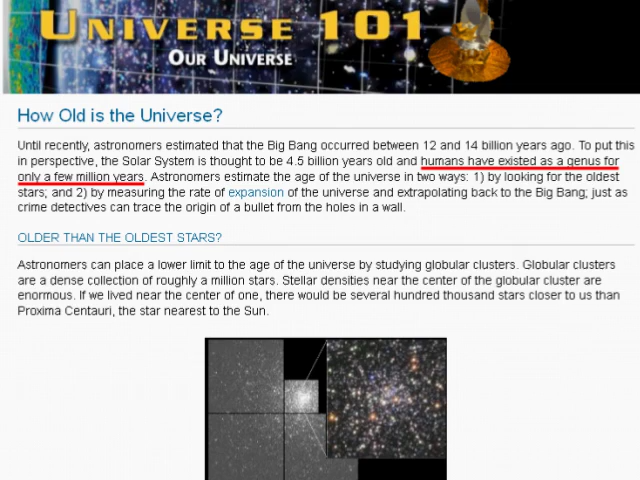 UNIVERSE 101
OUR UNIVERSE
How Old is the Universe?
Until recently, astronomers estimated that the Big Bang occurred between 12 and 14 billion years ago. To put this
in perspective, the Solar System is thought to be 4.5 billion years old and humans have existed as a genus for
only a few million years. Astronomers estimate the age of the universe in two ways: 1) by looking for the oldest
stars; and 2) by measuring the rate of expansion of the universe and extrapolating back to the Big Bang; just as
crime detectives can trace the origin of a bullet from the holes in a wall.
OLDER THAN THE OLDEST STARS?
Astronomers can place a lower limit to the age of the universe by studying globular clusters. Globular clusters
are a dense collection of roughly a million stars. Stellar densities near the center of the globular cluster are
enormous. If we lived near the center of one, there would be several hundred thousand stars closer to us than
Proxima Centauri, the star nearest to the Sun.